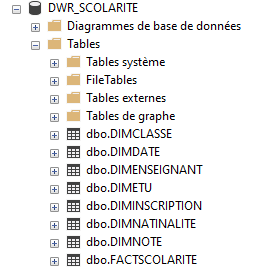 DWR_SCOLARITE
Diagrammes de base de données
Tables
Tables système
FileTables
Tables externes
Tables de graphe
dbo.DIMCLASSE
dbo.DIMDATE
dbo.DIMENSEIGNANT
dbo.DIMETU
dbo.DIMINSCRIPTION
dbo.DIMNATINALITE
dbo.DIMNOTE
dbo.FACTSCOLARITE